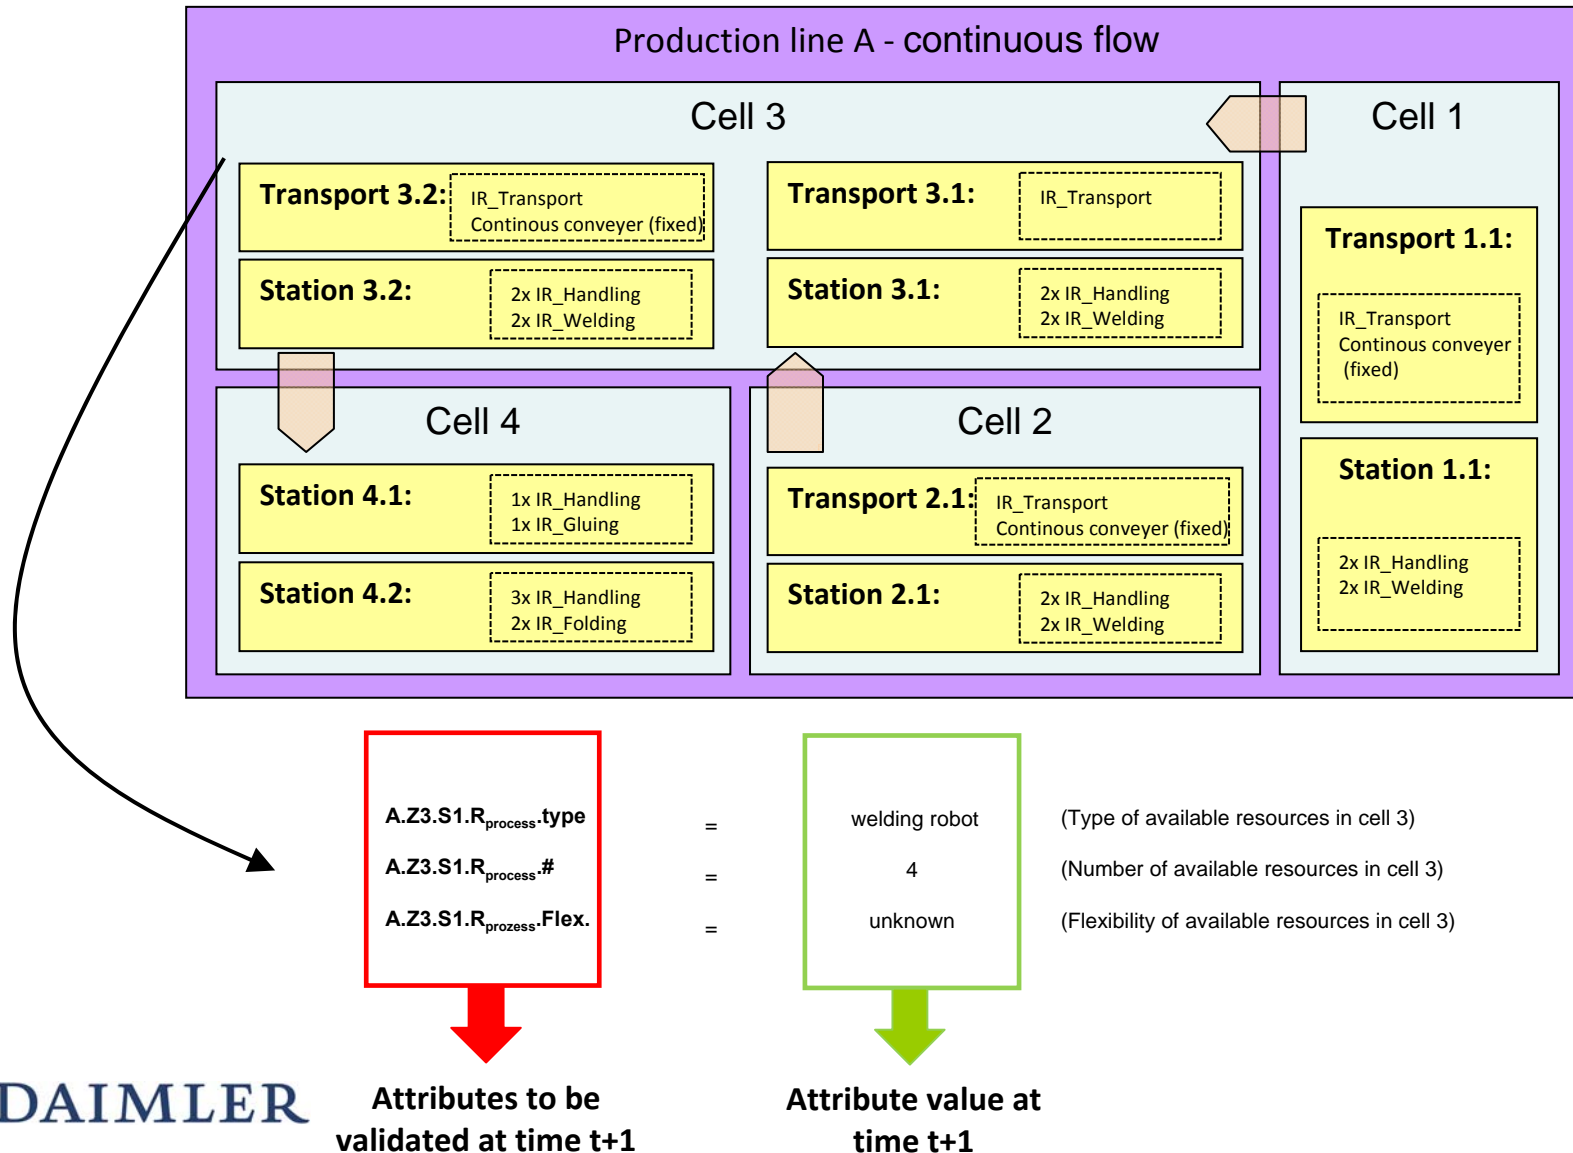 Production line A - continuous flow
Cell 3
Cell 1
Transport 3.2:
IR_Transport
Continous conveyer (fixed)
Transport 3.1:
IR_Transport
Station 3.2:
2x IR_Handling
2x IR_Welding
Station 3.1:
2x IR_Handling
2x IR_Welding
Transport 1.1:
IR_Transport
Continous conveyer
(fixed)
Station 1.1:
2x IR_Handling
2x IR_Welding
Cell 4
Station 4.1:
1x IR_Handling
1x IR_Gluing
Station 4.2:
3x IR_Handling
2x IR_Folding
Cell 2
Transport 2.1:
IR_Transport
Continous conveyer (fixed)
Station 2.1:
2x IR_Handling
2x IR_Welding
A.Z3.S1.Rprocess.type = welding robot (Type of available resources in cell 3)
A.Z3.S1.Rprocess.# = 4 (Number of available resources in cell 3)
A.Z3.S1.Rprozess.Flex. = unknown (Flexibility of available resources in cell 3)
DAIMLER
Attributes to be
validated at time t+1
Attribute value at
time t+1